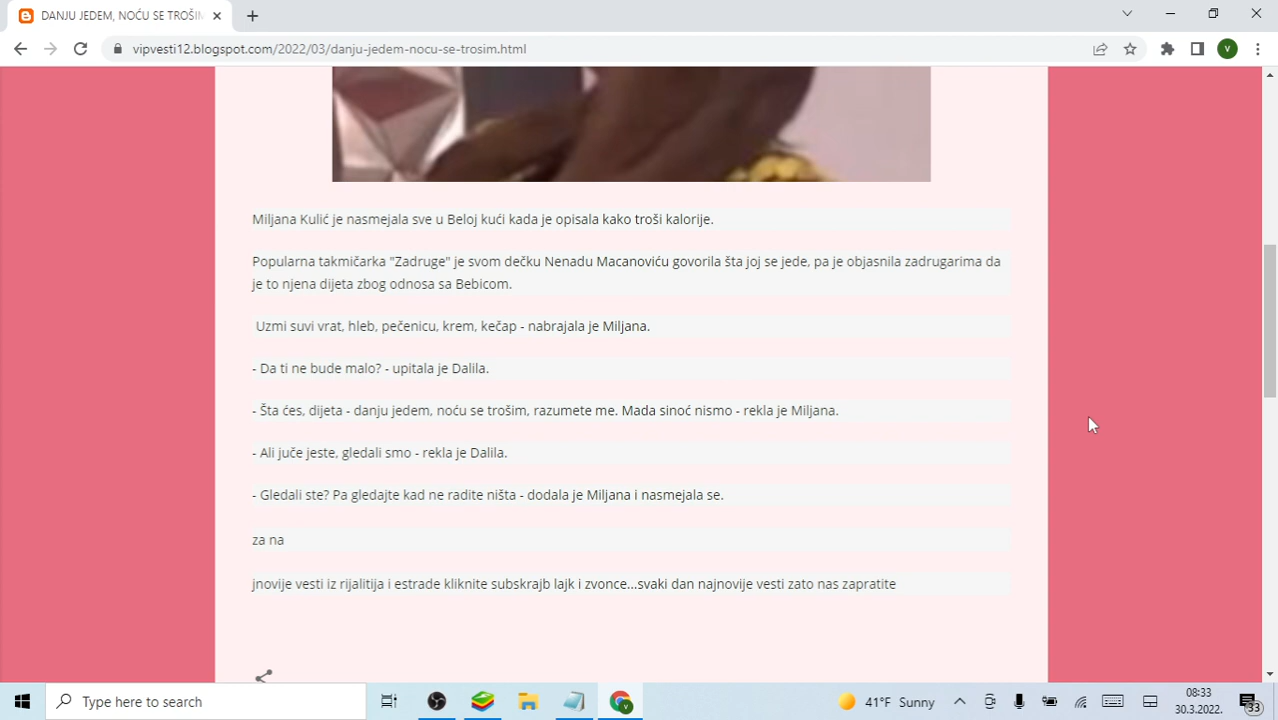 DANJU JEDEM, NOĆU SE TROŠIM
vipvesti12.blogspot.com/2022/03/danju-jedem-nocu-se-trosim.html
V
Miljana Kulić je nasmejala sve u Beloj kući kada je opisala kako troši kalorije.
Popularna takmičarka "Zadruge" je svom dečku Nenadu Macanoviću govorila šta joj se jede, pa je objasnila zadrugarima da
je to njena dijeta zbog odnosa sa Bebicom.
Uzmi suvi vrat, hleb, pečenicu, krem, kečap - nabrajala je Miljana.
- Da ti ne bude malo? - upitala je Dalila.
- Šta ćes, dijeta - danju jedem, noću se trošim, razumete me. Mada sinoć nismo - rekla je Miljana.
- Ali juče jeste, gledali smo - rekla je Dalila.
- Gledali ste? Pa gledajte kad ne radite ništa - dodala je Miljana i nasmejala se.
za na
jnovije vesti iz rijalitija i estrade kliknite subskrajb lajk i zvonce...svaki dan najnovije vesti zato nas zapratite
Type here to search
41°F Sunny
08:33
30.3.2022.
33